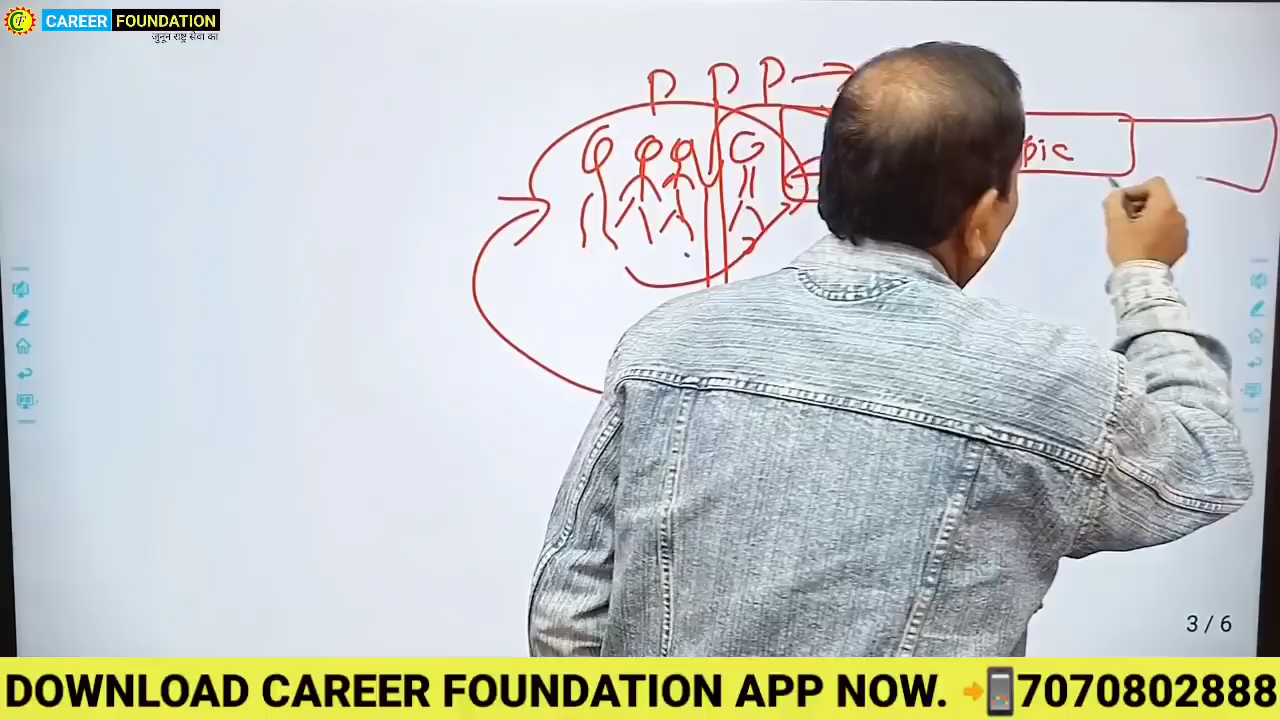 CAREER FOUNDATION
जुनून राष्ट्र सेवा का
P P P
pic
3 / 6
DOWNLOAD CAREER FOUNDATION APP NOW. 7070802888